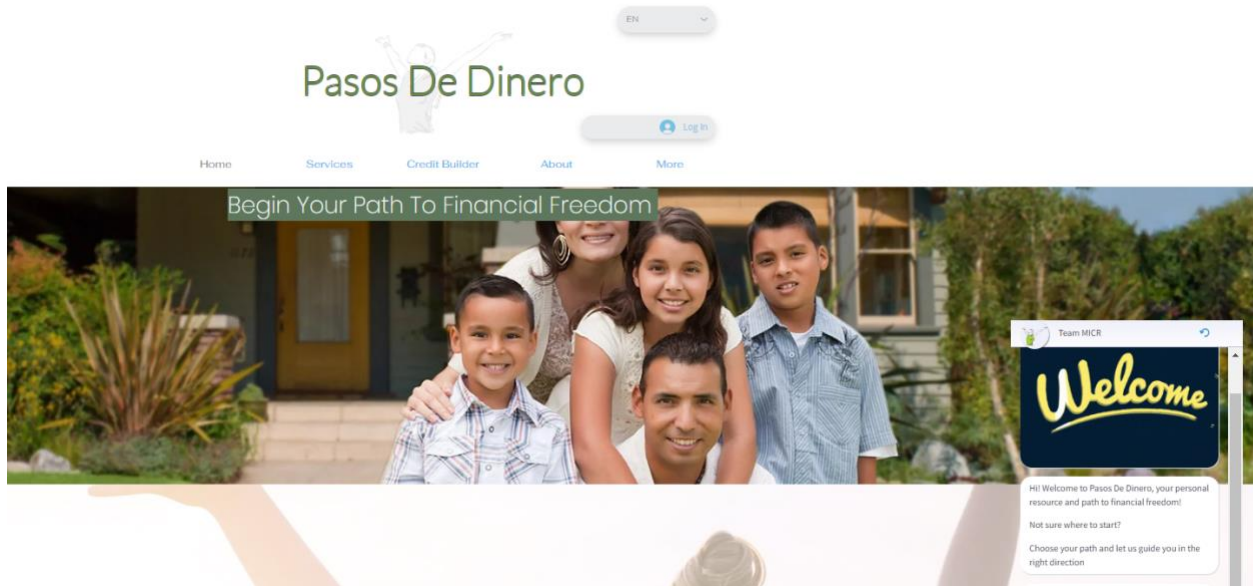 EN
Pasos De Dinero
Log In
Home Services Credit Builder About More
Begin Your Path To Financial Freedom
Team MICR
Welcome
Hi! Welcome to Pasos De Dinero, your personal
resource and path to financial freedom!
Not sure where to start?
Choose your path and let us guide you in the
right direction